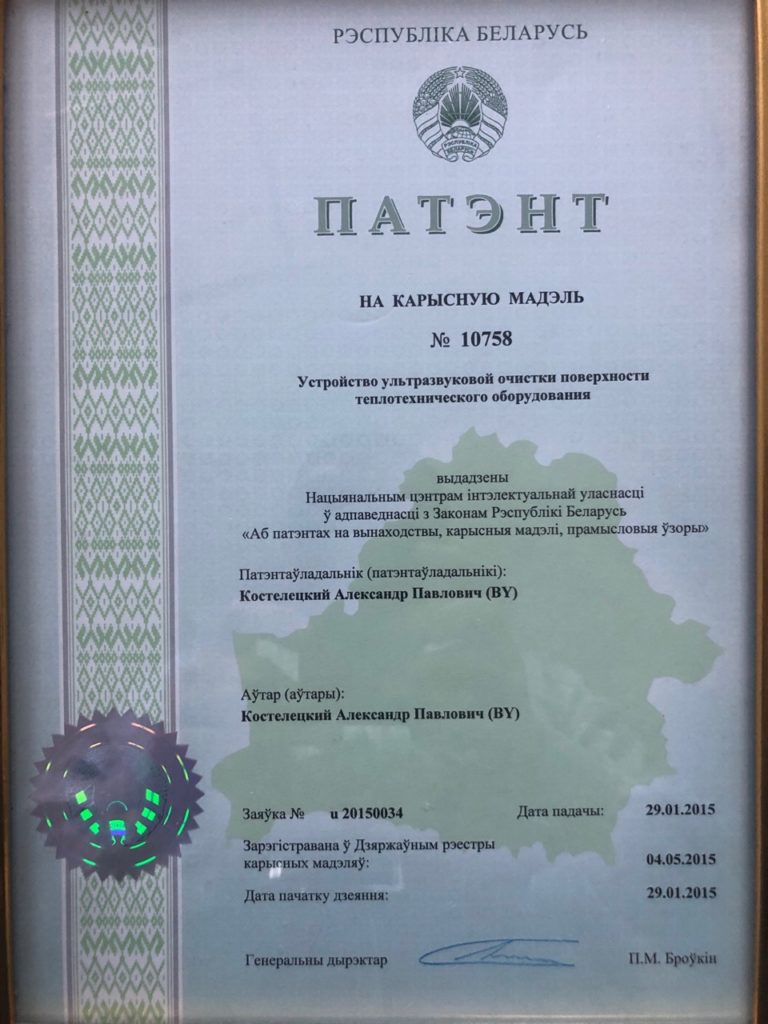 РЭСПУБЛІКА БЕЛАРУСЬ
РЭСПУБЛІКА
БЕЛАРУСЬ
ПАТЭНТ
НА КАРЫСНУЮ МАДЭЛЬ
№ 10758
Устройство ультразвуковой очистки поверхности
теплотехнического оборудования
выдадзены
Нацыянальным цэнтрам інтэлектуальнай уласнасці
ў адпаведнасці з Законам Рэспублікі Беларусь
«Аб патэнтах на вынаходствы, карысныя мадэлі, прамысловыя ўзоры»
Патэнтаўладальнік (патэнтаўладальнікі):
Костелецкий Александр Павлович (BY)
Аўтар (аўтары):
Костелецкий Александр Павлович (BY)
Заяўка № u 20150034 Дата падачы: 29.01.2015
Зарэгістравана ў Дзяржаўным рэестры
карысных мадэляў: 04.05.2015
Дата пачатку дзеяння: 29.01.2015
Генеральны дырэктар П.М. Броўкін